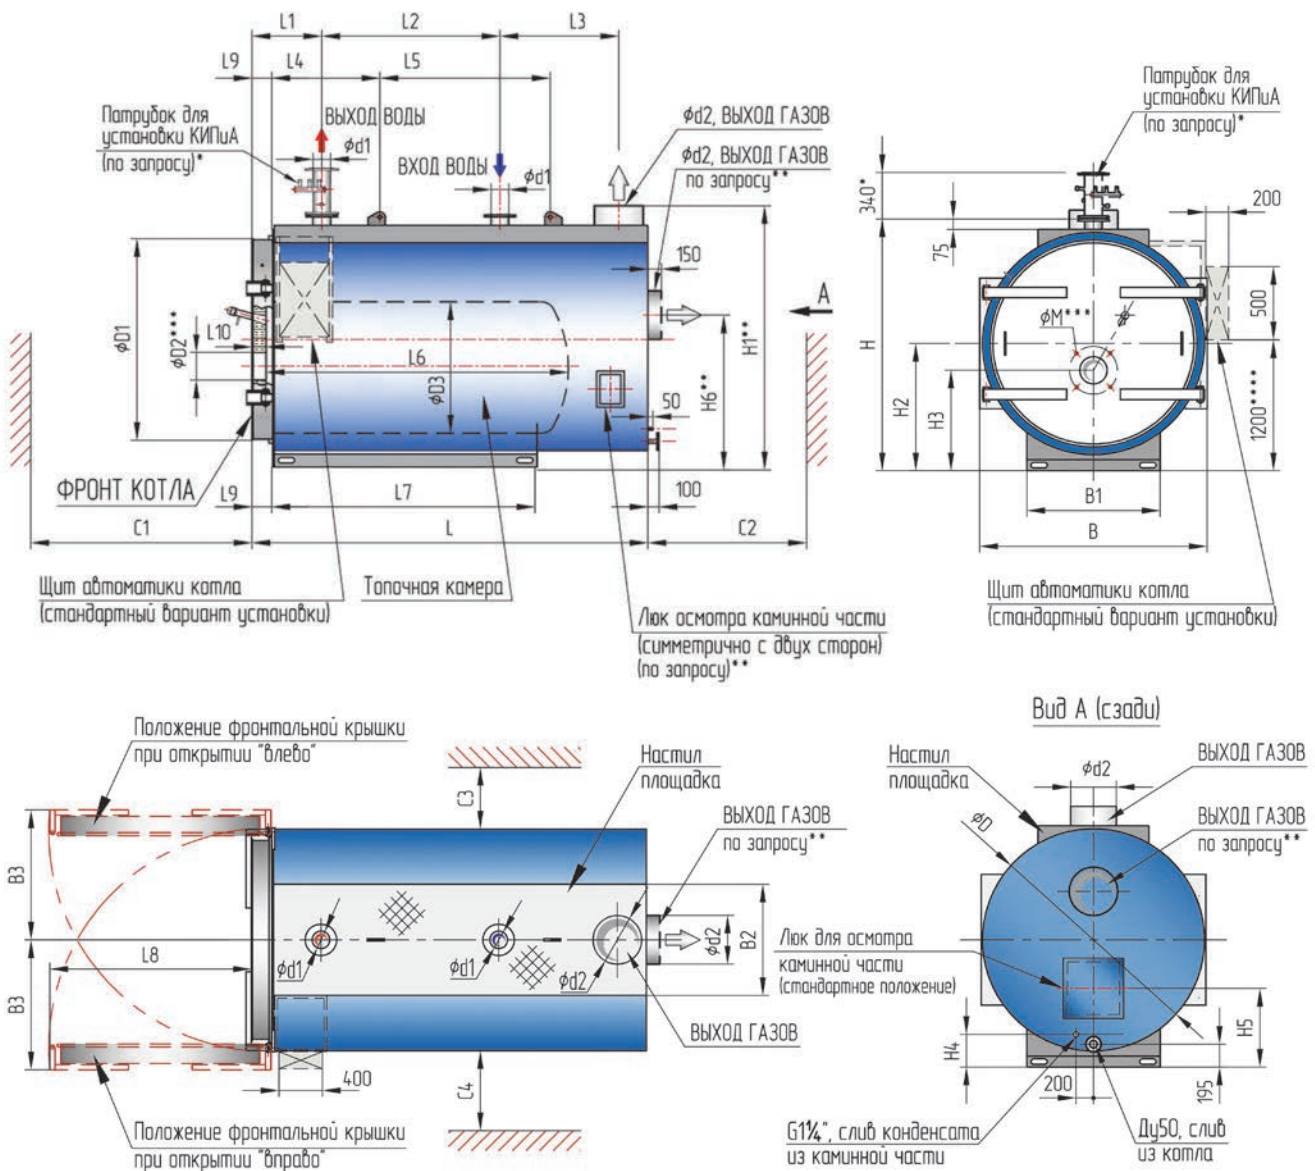 L1
L2
L3
L9
L4
L5
Патрубок для
установки КИПиА
(по запросу)*
ВЫХОД ВОДЫ
ϕd1
ВХОД ВОДЫ
ϕd1
ϕd2, ВЫХОД ГАЗОВ
ϕd2, ВЫХОД ГАЗОВ
по запросу**
150
A
ϕD1
ϕD2***
L10
L6
ϕD3
H6**
H1**
50
100
ФРОНТ КОТЛА
L9
L7
C1
L
C2
Щит автоматики котла
(стандартный вариант установки)
Топочная камера
Люк осмотра каминной части
(симметрично с двух сторон)
(по запросу)**
Патрубок для
установки КИПиА
(по запросу)*
340*
200
75
500
H
ϕM***
ϕ
H2
H3
1200****
B1
B
Щит автоматики котла
(стандартный вариант установки)
Положение фронтальной крышки
при открытии "влево"
Настил
площадка
C3
ВЫХОД ГАЗОВ
по запросу**
B3
L8
B3
ϕd1
ϕd1
ϕd2
B2
ϕd2
ВЫХОД ГАЗОВ
400
C4
Положение фронтальной крышки
при открытии "вправо"
Вид А (сзади)
Настил
площадка
ϕd2
ВЫХОД ГАЗОВ
ϕD
ВЫХОД ГАЗОВ
по запросу**
Люк для осмотра
каминной части
(стандартное положение)
H4
H5
200
195
G1¼", слив конденсата
из каминной части
Ду50, слив
из котла